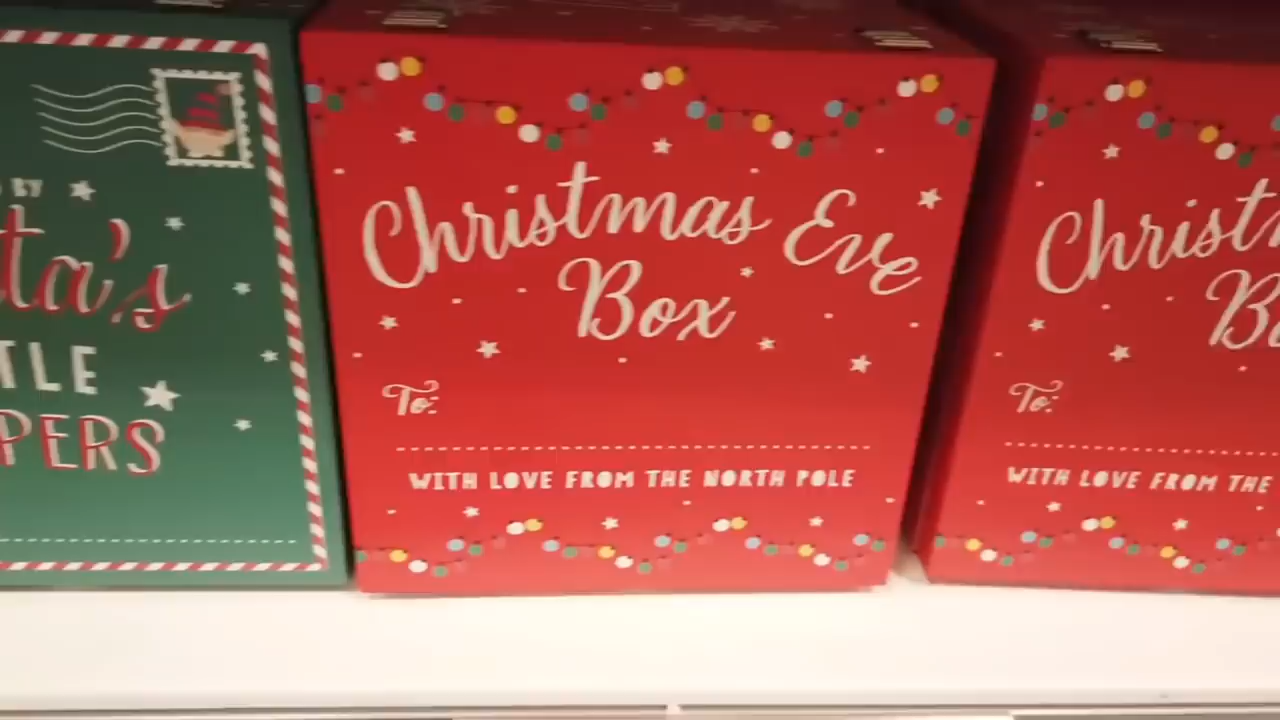 BY
ta's
TLE
PERS
Christmas Eve
Box
To:
WITH LOVE FROM THE NORTH POLE
Christ
B
To:
WITH LOVE FROM THE